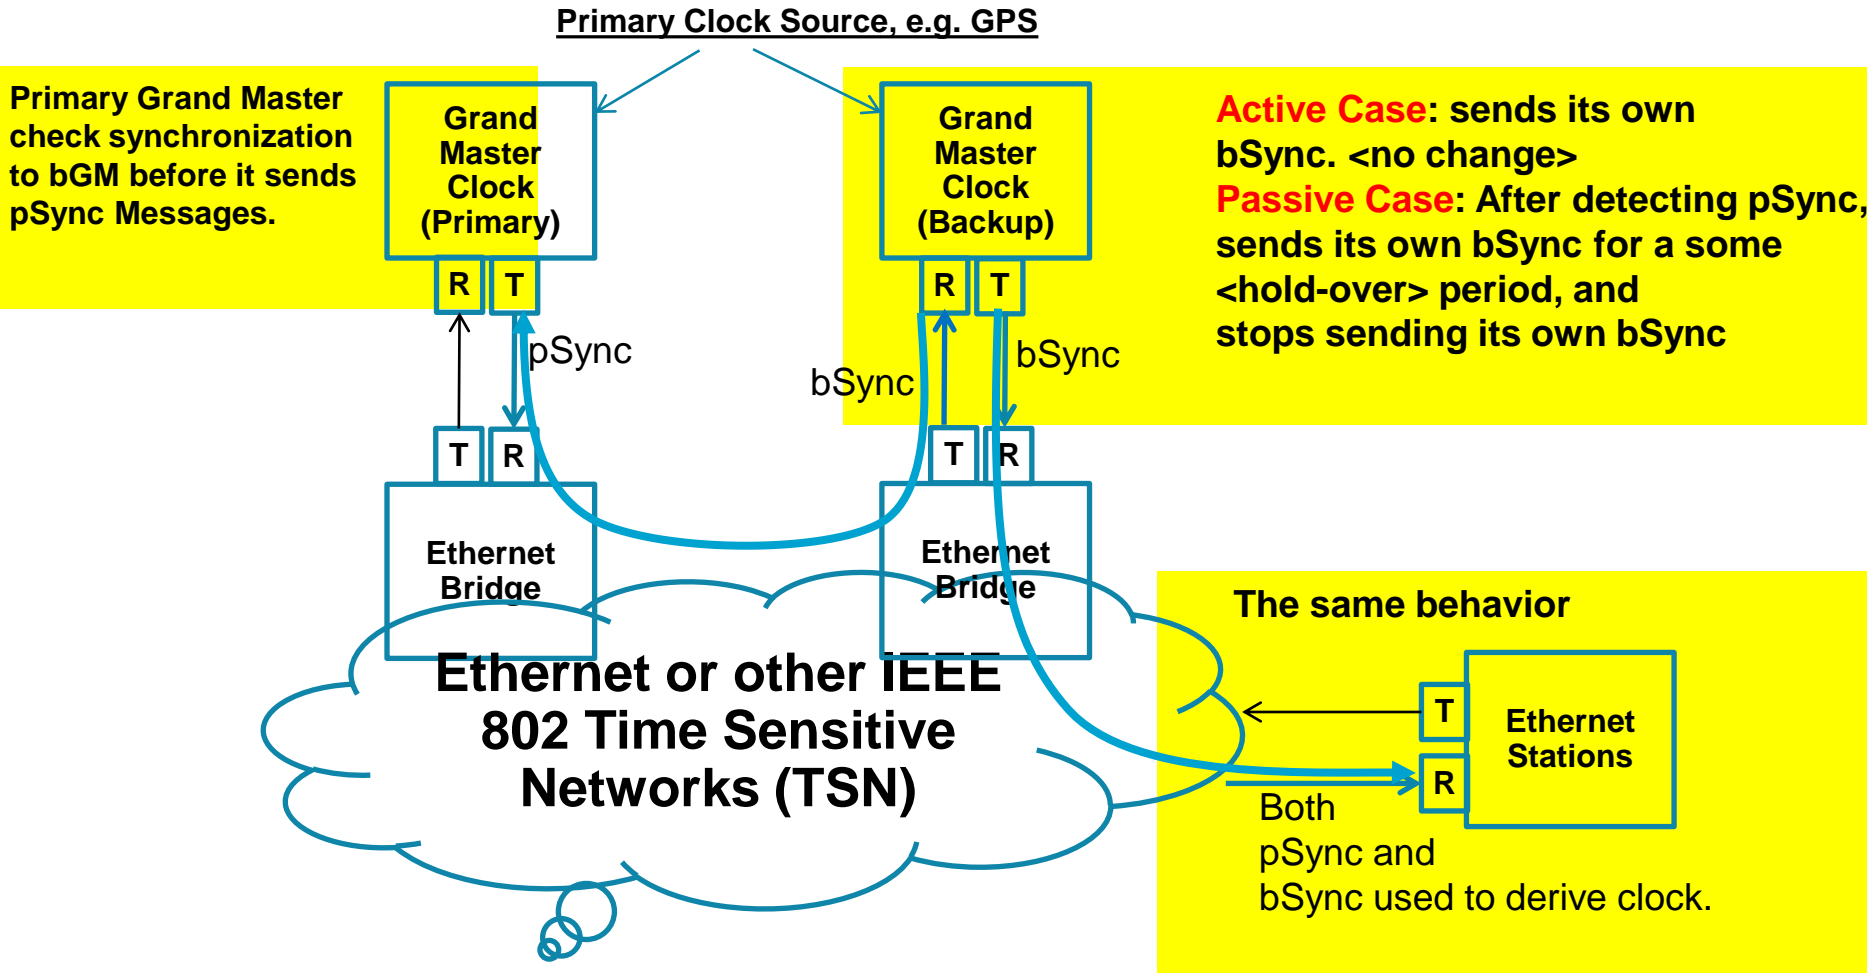 Primary Clock Source, e.g. GPS
Primary Grand Master
check synchronization
to bGM before it sends
pSync Messages.
Grand
Master
Clock
(Primary)
R
T
Grand
Master
Clock
(Backup)
R
T
Active Case: sends its own
bSync. <no change>
Passive Case: After detecting pSync,
sends its own bSync for a some
<hold-over> period, and
stops sending its own bSync
pSync
bSync
bSync
T
R
T
R
Ethernet
Bridge
Ethernet
Bridge
Ethernet or other IEEE
802 Time Sensitive
Networks (TSN)
The same behavior
T
R
Ethernet
Stations
Both
pSync and
bSync used to derive clock.